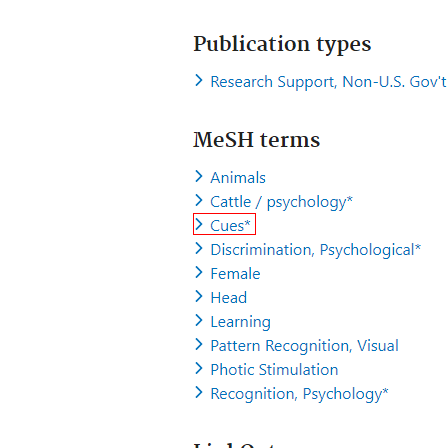 Publication types
Research Support, Non-U.S. Gov't
MeSH terms
Animals
Cattle / psychology*
Cues*
Discrimination, Psychological*
Female
Head
Learning
Pattern Recognition, Visual
Photic Stimulation
Recognition, Psychology*